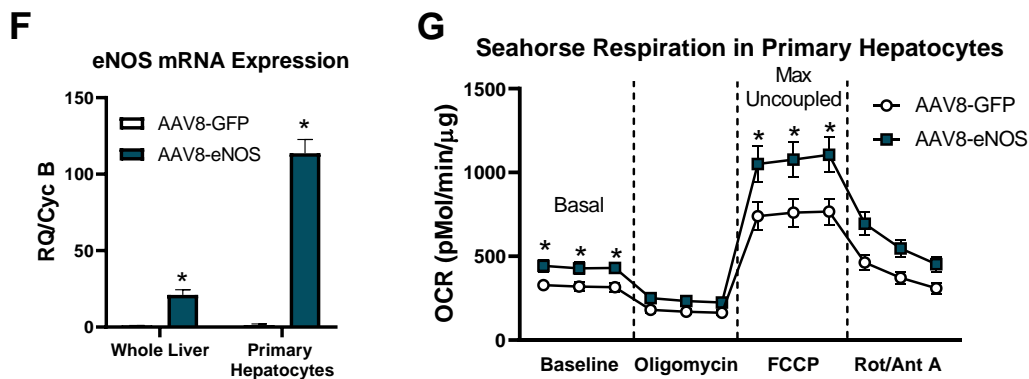 F
eNOS mRNA Expression
RQ/Cyc B
150
100
50
0
AAV8-GFP
AAV8-eNOS
*
*
Whole Liver
Primary
Hepatocytes
G
Seahorse Respiration in Primary Hepatocytes
OCR (pMol/min/μg)
1500
1000
500
0
Basal
* * *
Max
Uncoupled
* * *
AAV8-GFP
AAV8-eNOS
Baseline
Oligomycin
FCCP
Rot/Ant A